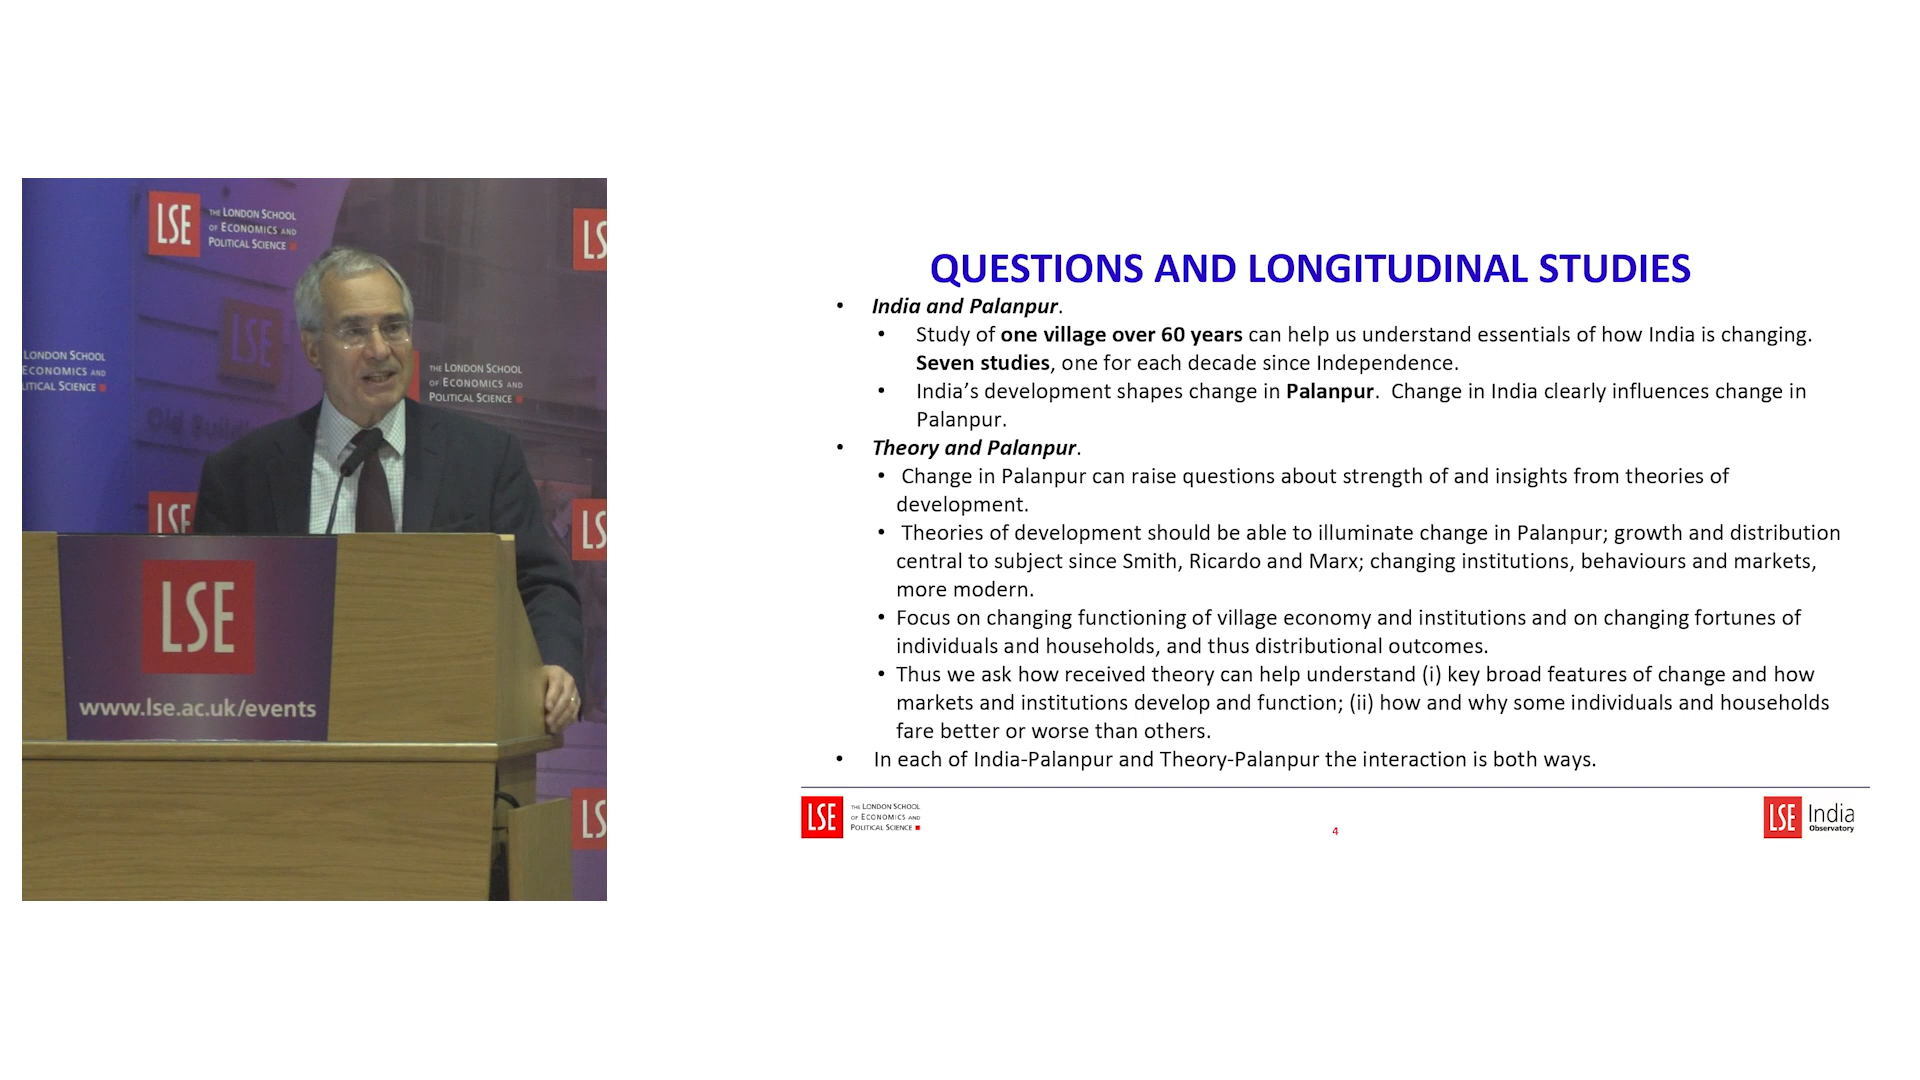 LSE
THE LONDON SCHOOL
OF ECONOMICS AND
POLITICAL SCIENCE
LS
LONDON SCHOOL
ECONOMICS AND
LITICAL SCIENCE
LSE
THE LONDON SCHOOL
OF ECONOMICS AND
POLITICAL SCIENCE
Old Buildi
LSE
LS
LSE
www.lse.ac.uk/events
LS
QUESTIONS AND LONGITUDINAL STUDIES
• India and Palanpur.
• Study of one village over 60 years can help us understand essentials of how India is changing.
Seven studies, one for each decade since Independence.
• India’s development shapes change in Palanpur. Change in India clearly influences change in
Palanpur.
• Theory and Palanpur.
• Change in Palanpur can raise questions about strength of and insights from theories of
development.
• Theories of development should be able to illuminate change in Palanpur; growth and distribution
central to subject since Smith, Ricardo and Marx; changing institutions, behaviours and markets,
more modern.
• Focus on changing functioning of village economy and institutions and on changing fortunes of
individuals and households, and thus distributional outcomes.
• Thus we ask how received theory can help understand (i) key broad features of change and how
markets and institutions develop and function; (ii) how and why some individuals and households
fare better or worse than others.
• In each of India-Palanpur and Theory-Palanpur the interaction is both ways.
LSE
THE LONDON SCHOOL
OF ECONOMICS AND
POLITICAL SCIENCE
4
LSE India
Observatory